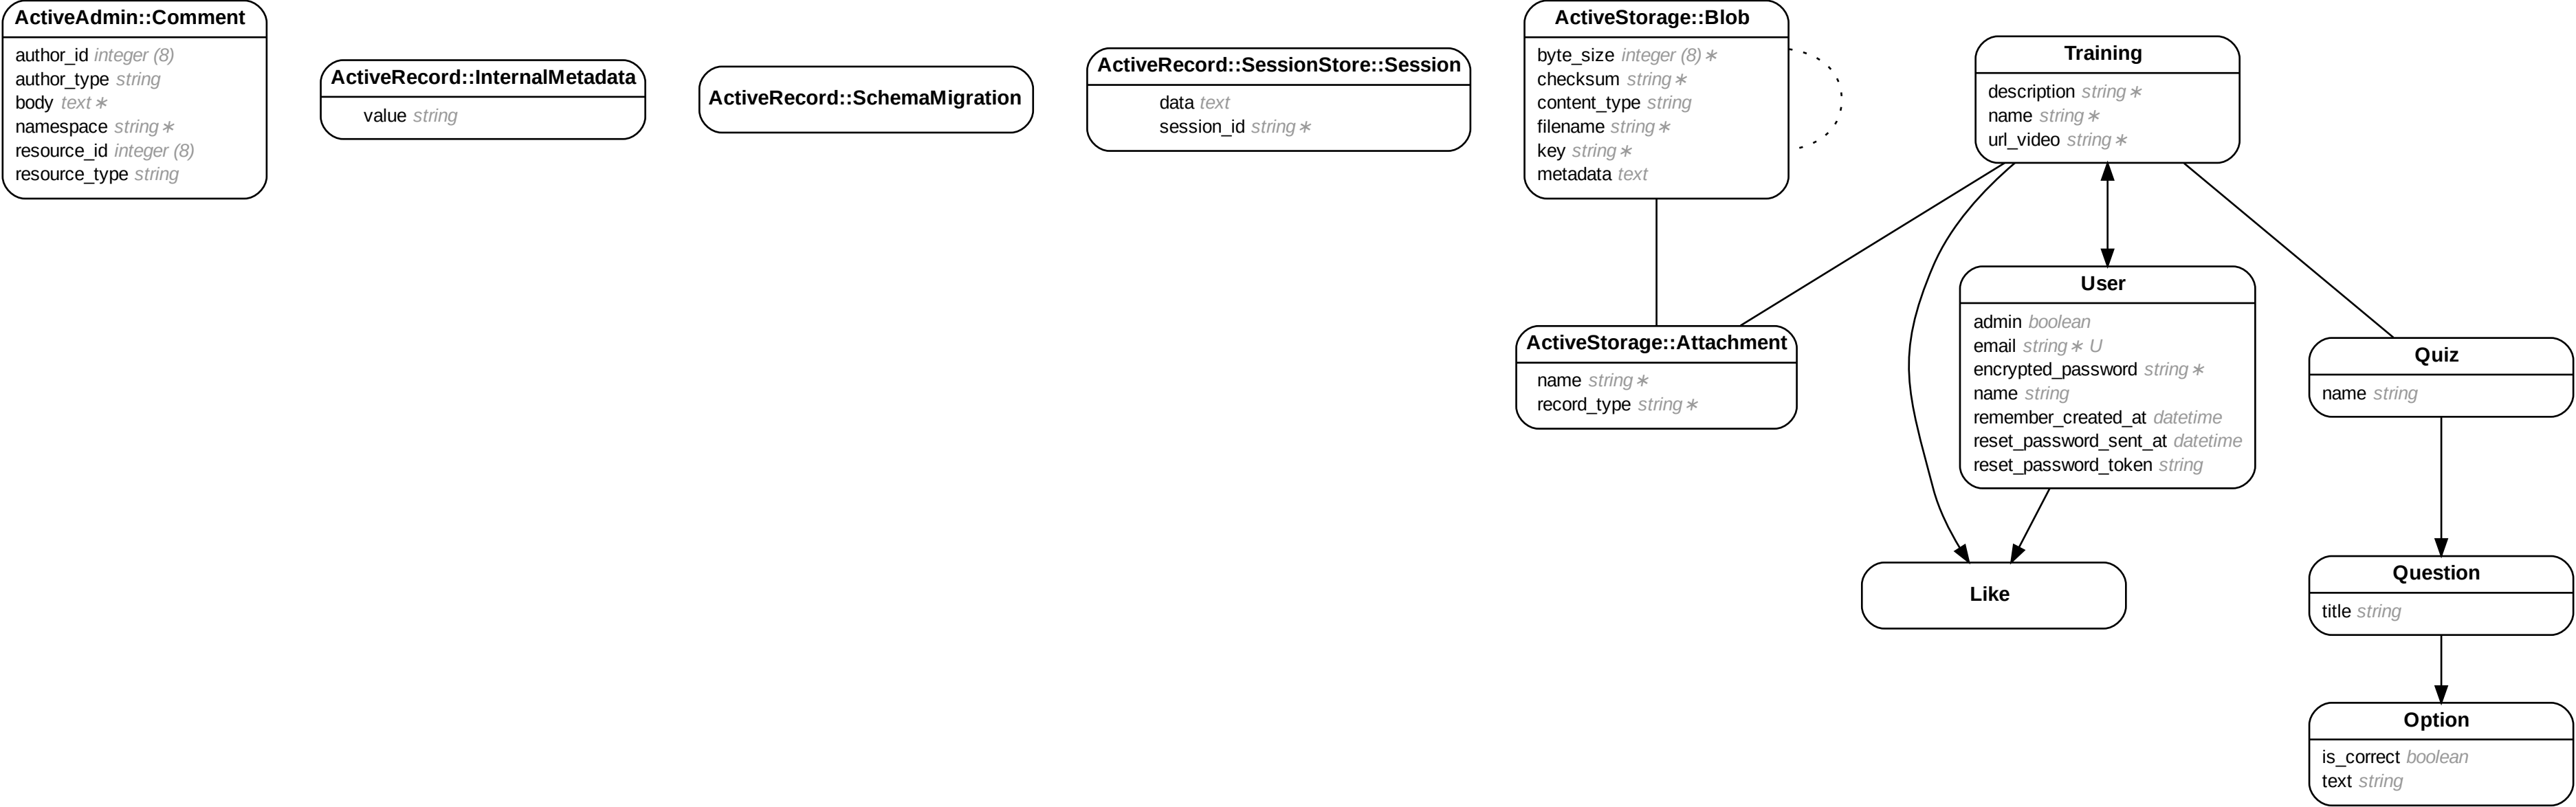 ActiveAdmin::Comment
author_id integer (8)
author_type string
body text ∗
namespace string ∗
resource_id integer (8)
resource_type string
ActiveRecord::InternalMetadata
value string
ActiveRecord::SchemaMigration
ActiveRecord::SessionStore::Session
data text
session_id string ∗
ActiveStorage::Blob
byte_size integer (8) ∗
checksum string ∗
content_type string
filename string ∗
key string ∗
metadata text
Training
description string ∗
name string ∗
url_video string ∗
ActiveStorage::Attachment
name string ∗
record_type string ∗
User
admin boolean
email string ∗ U
encrypted_password string ∗
name string
remember_created_at datetime
reset_password_sent_at datetime
reset_password_token string
Quiz
name string
Like
Question
title string
Option
is_correct boolean
text string